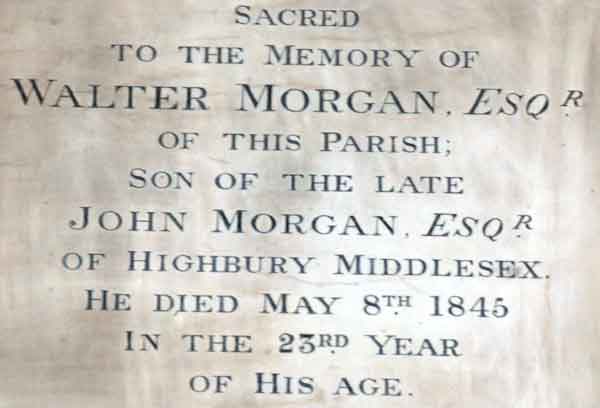 SACRED
TO THE MEMORY OF
WALTER MORGAN, ESQR
OF THIS PARISH;
SON OF THE LATE
JOHN MORGAN, ESQR
OF HIGHBURY MIDDLESEX.
HE DIED MAY 8TH 1845
IN THE 23RD YEAR
OF HIS AGE.